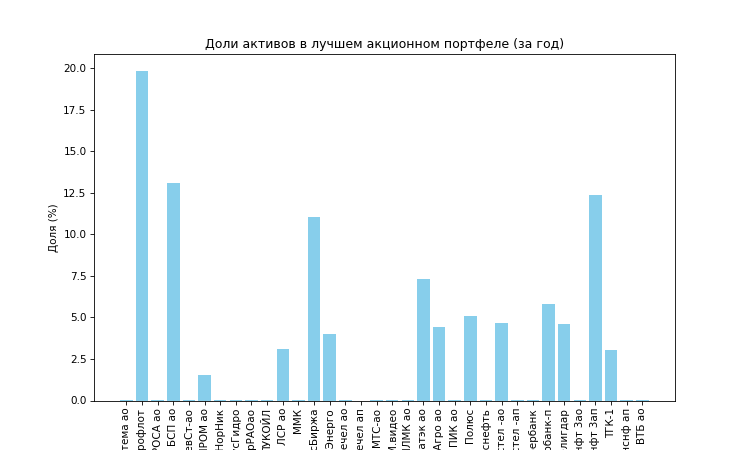 Доли активов в лучшем акционном портфеле (за год)
Доля (%)
20.0
17.5
15.0
12.5
10.0
7.5
5.0
2.5
0.0
тема ао
рофлот
РОСА ао
БСП ао
евСт-ао
ПРОМ ао
НорНик
сГидро
рРАОао
ЛУКОЙЛ
ЛСР ао
ММК
сБиржа
Энерго
ечел ао
ечел ап
МТС-ао
М.видео
ЛМК ао
атэк ао
Агро ао
ПИК ао
Полюс
снефть
стел -ао
стел -ап
ербанк
рбанк-п
лигдар
нфт 3ао
нфт 3ап
ТГК-1
нснф ап
ВТБ ао